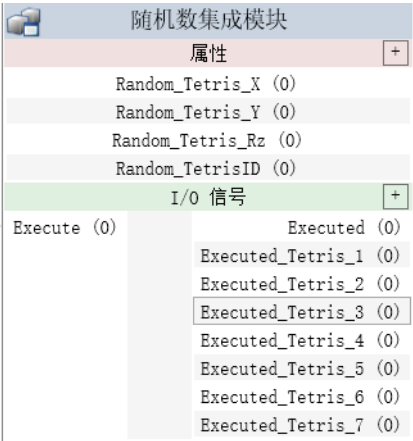 随机数集成模块
属性 +
Random_Tetris_X (0)
Random_Tetris_Y (0)
Random_Tetris_Rz (0)
Random_TetrisID (0)
I/O 信号 +
Execute (0) Executed (0)
Executed_Tetris_1 (0)
Executed_Tetris_2 (0)
Executed_Tetris_3 (0)
Executed_Tetris_4 (0)
Executed_Tetris_5 (0)
Executed_Tetris_6 (0)
Executed_Tetris_7 (0)